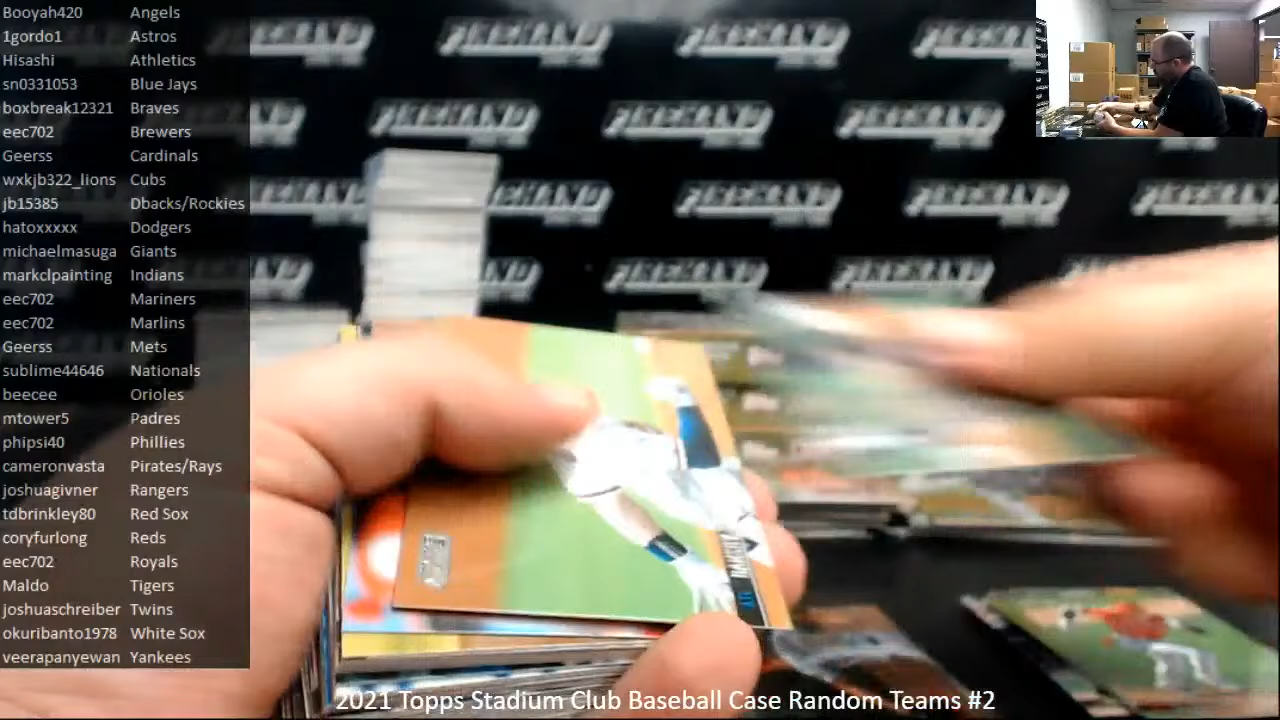 Booyah420 Angels
1gordo1 Astros
Hisashi Athletics
sn0331053 Blue Jays
boxbreak12321 Braves
eec702 Brewers
Geerss Cardinals
wxkjb322_lions Cubs
jb15385 Dbacks/Rockies
hatoxxxxx Dodgers
michaelmasuga Giants
markclpainting Indians
eec702 Mariners
eec702 Marlins
Geerss Mets
sublime44646 Nationals
beecee Orioles
mtower5 Padres
phipsi40 Phillies
cameronvasta Pirates/Rays
joshuagivner Rangers
tdbrinkley80 Red Sox
coryfurlong Reds
eec702 Royals
Maldo Tigers
joshuaschreiber Twins
okuribanto1978 White Sox
veerapanyewan Yankees
2021 Topps Stadium Club Baseball Case Random Teams #2